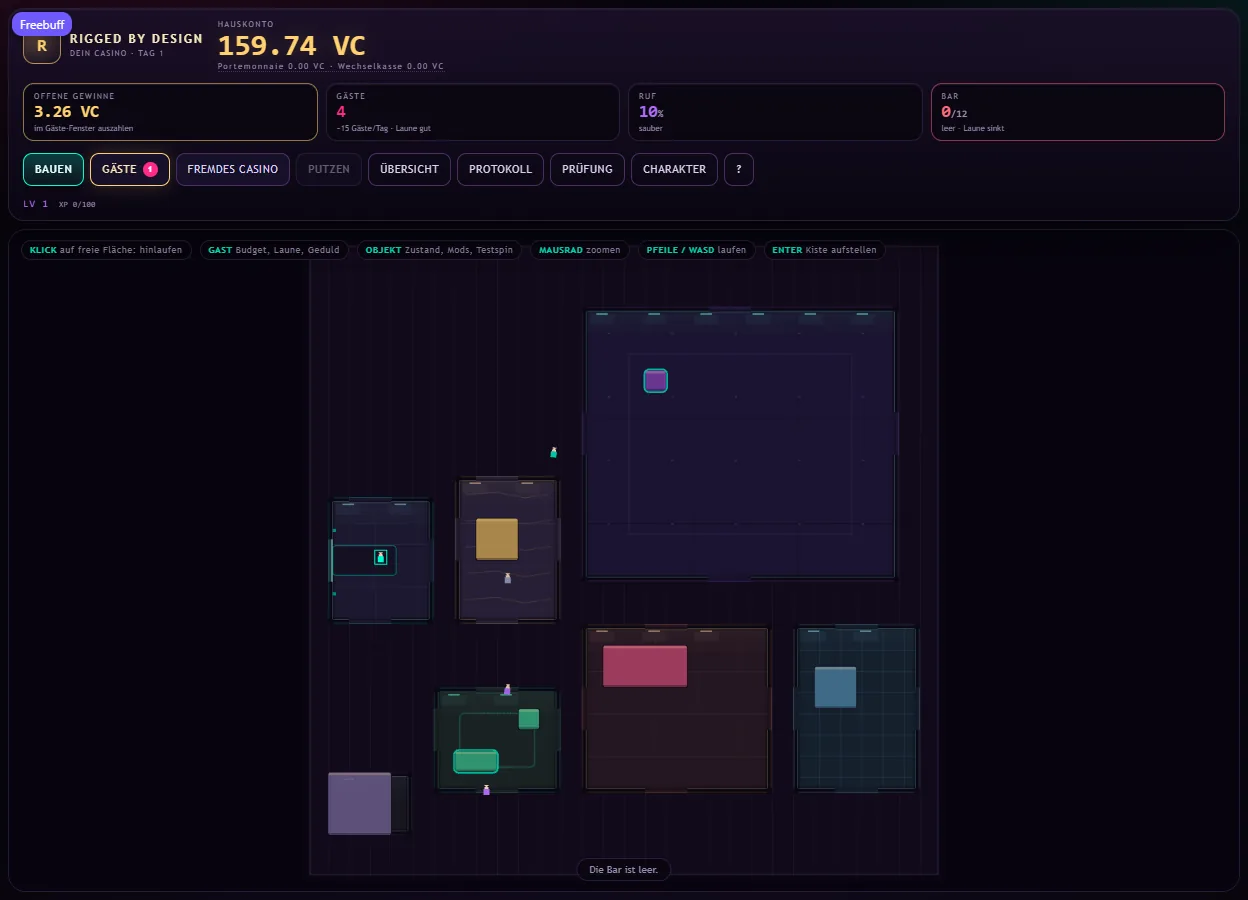 Freebuff
R
RIGGED BY DESIGN
DEIN CASINO · TAG 1
HAUSKONTO
159.74 VC
Portemonnaie 0.00 VC · Wechselkasse 0.00 VC
OFFENE GEWINNE
3.26 VC
im Gäste-Fenster auszahlen
GÄSTE
4
~15 Gäste/Tag · Laune gut
RUF
10%
sauber
BAR
0/12
leer · Laune sinkt
BAUEN
GÄSTE 1
FREMDES CASINO
PUTZEN
ÜBERSICHT
PROTOKOLL
PRÜFUNG
CHARAKTER
?
LV 1 XP 0/100
KLICK auf freie Fläche: hinlaufen
GAST Budget, Laune, Geduld
OBJEKT Zustand, Mods, Testspin
MAUSRAD zoomen
PFEILE / WASD laufen
ENTER Kiste aufstellen
Die Bar ist leer.